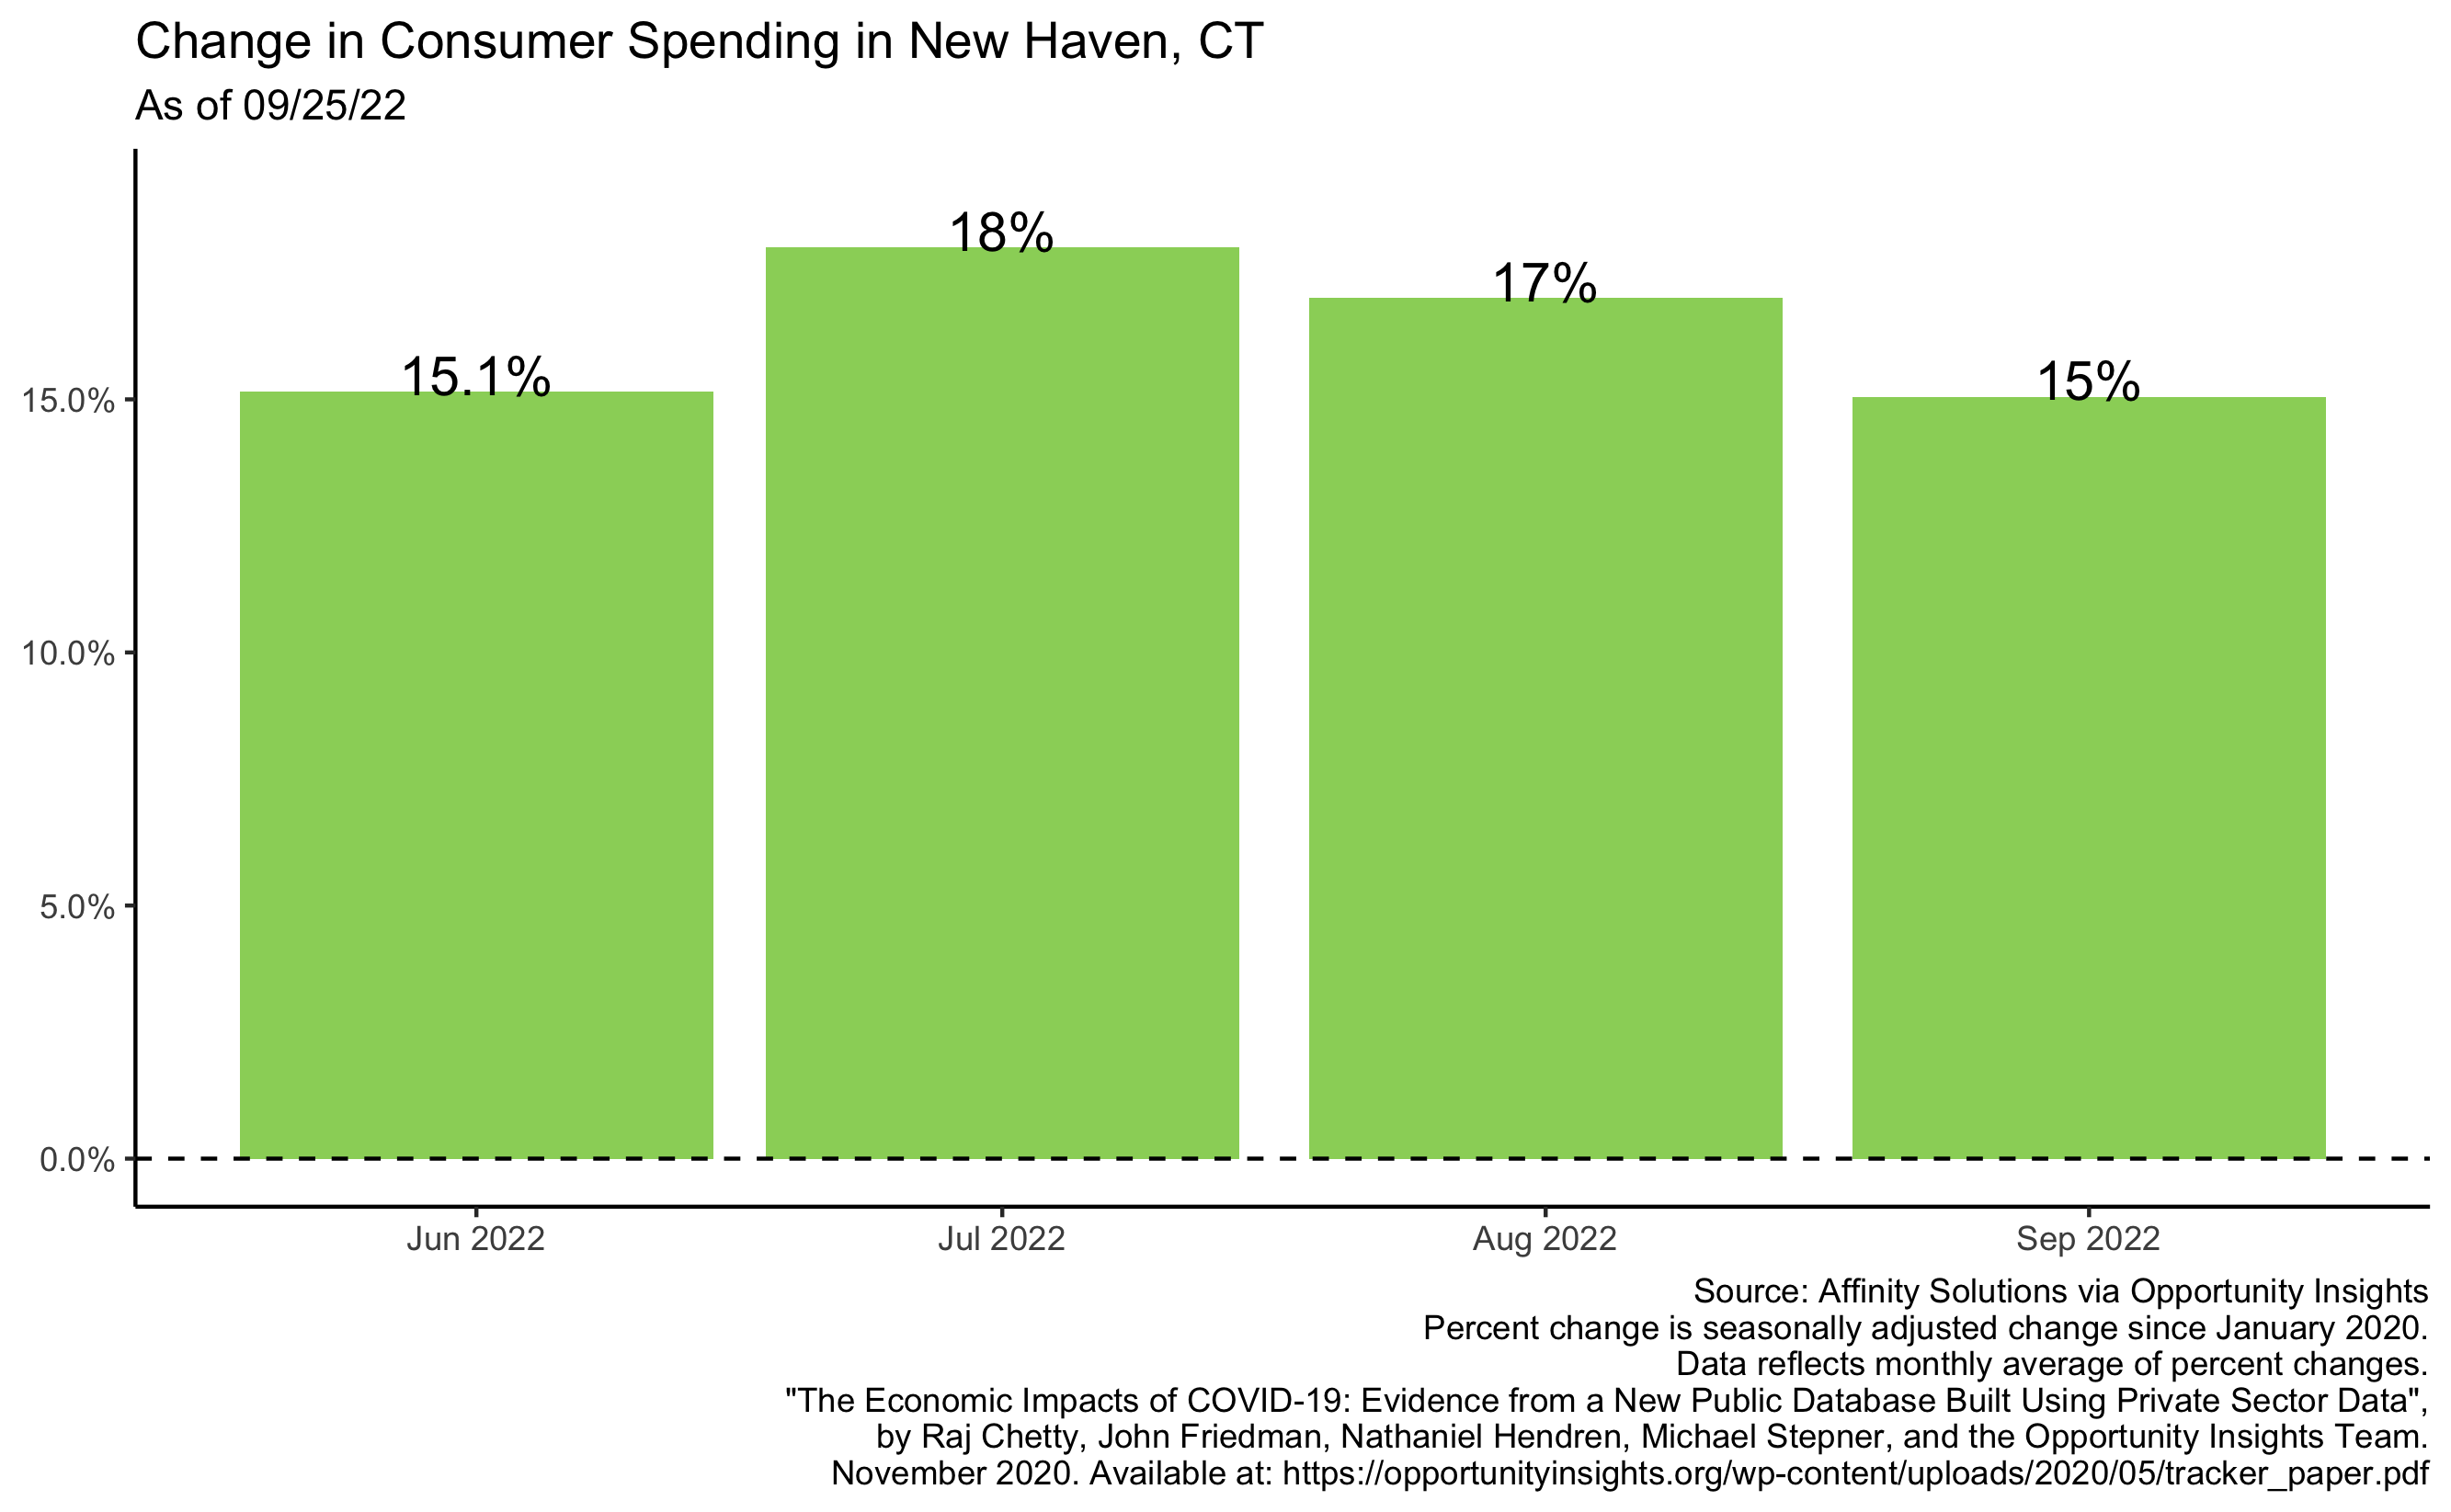 Change in Consumer Spending in New Haven, CT
As of 09/25/22
18%
17%
15.1%
15%
15.0%
10.0%
5.0%
0.0%
Jun 2022
Jul 2022
Aug 2022
Sep 2022
Source: Affinity Solutions via Opportunity Insights
Percent change is seasonally adjusted change since January 2020.
Data reflects monthly average of percent changes.
"The Economic Impacts of COVID-19: Evidence from a New Public Database Built Using Private Sector Data",
by Raj Chetty, John Friedman, Nathaniel Hendren, Michael Stepner, and the Opportunity Insights Team.
November 2020. Available at: https://opportunityinsights.org/wp-content/uploads/2020/05/tracker_paper.pdf